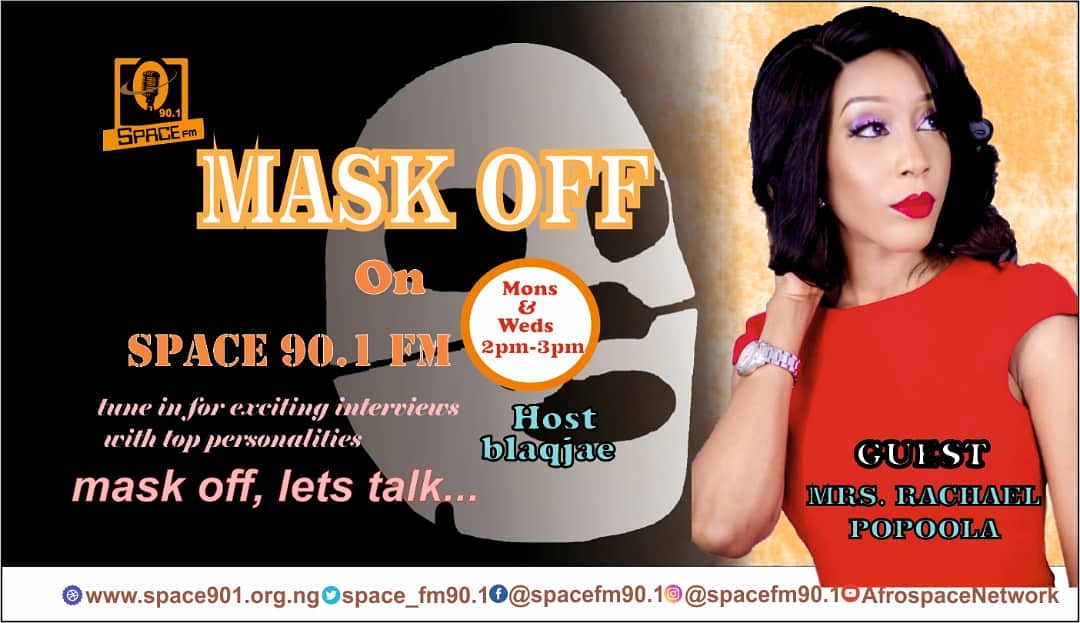 90.1
SPACE FM
MASK OFF
On
SPACE 90.1 FM
Mons
&
Weds
2pm-3pm
tune in for exciting interviews
with top personalities
Host
blaqjae
mask off, lets talk...
GUEST
MRS. RACHAEL
POPOOLA
www.space901.org.ng space_fm90.1 @spacefm90.1 @spacefm90.1 AfrospaceNetwork